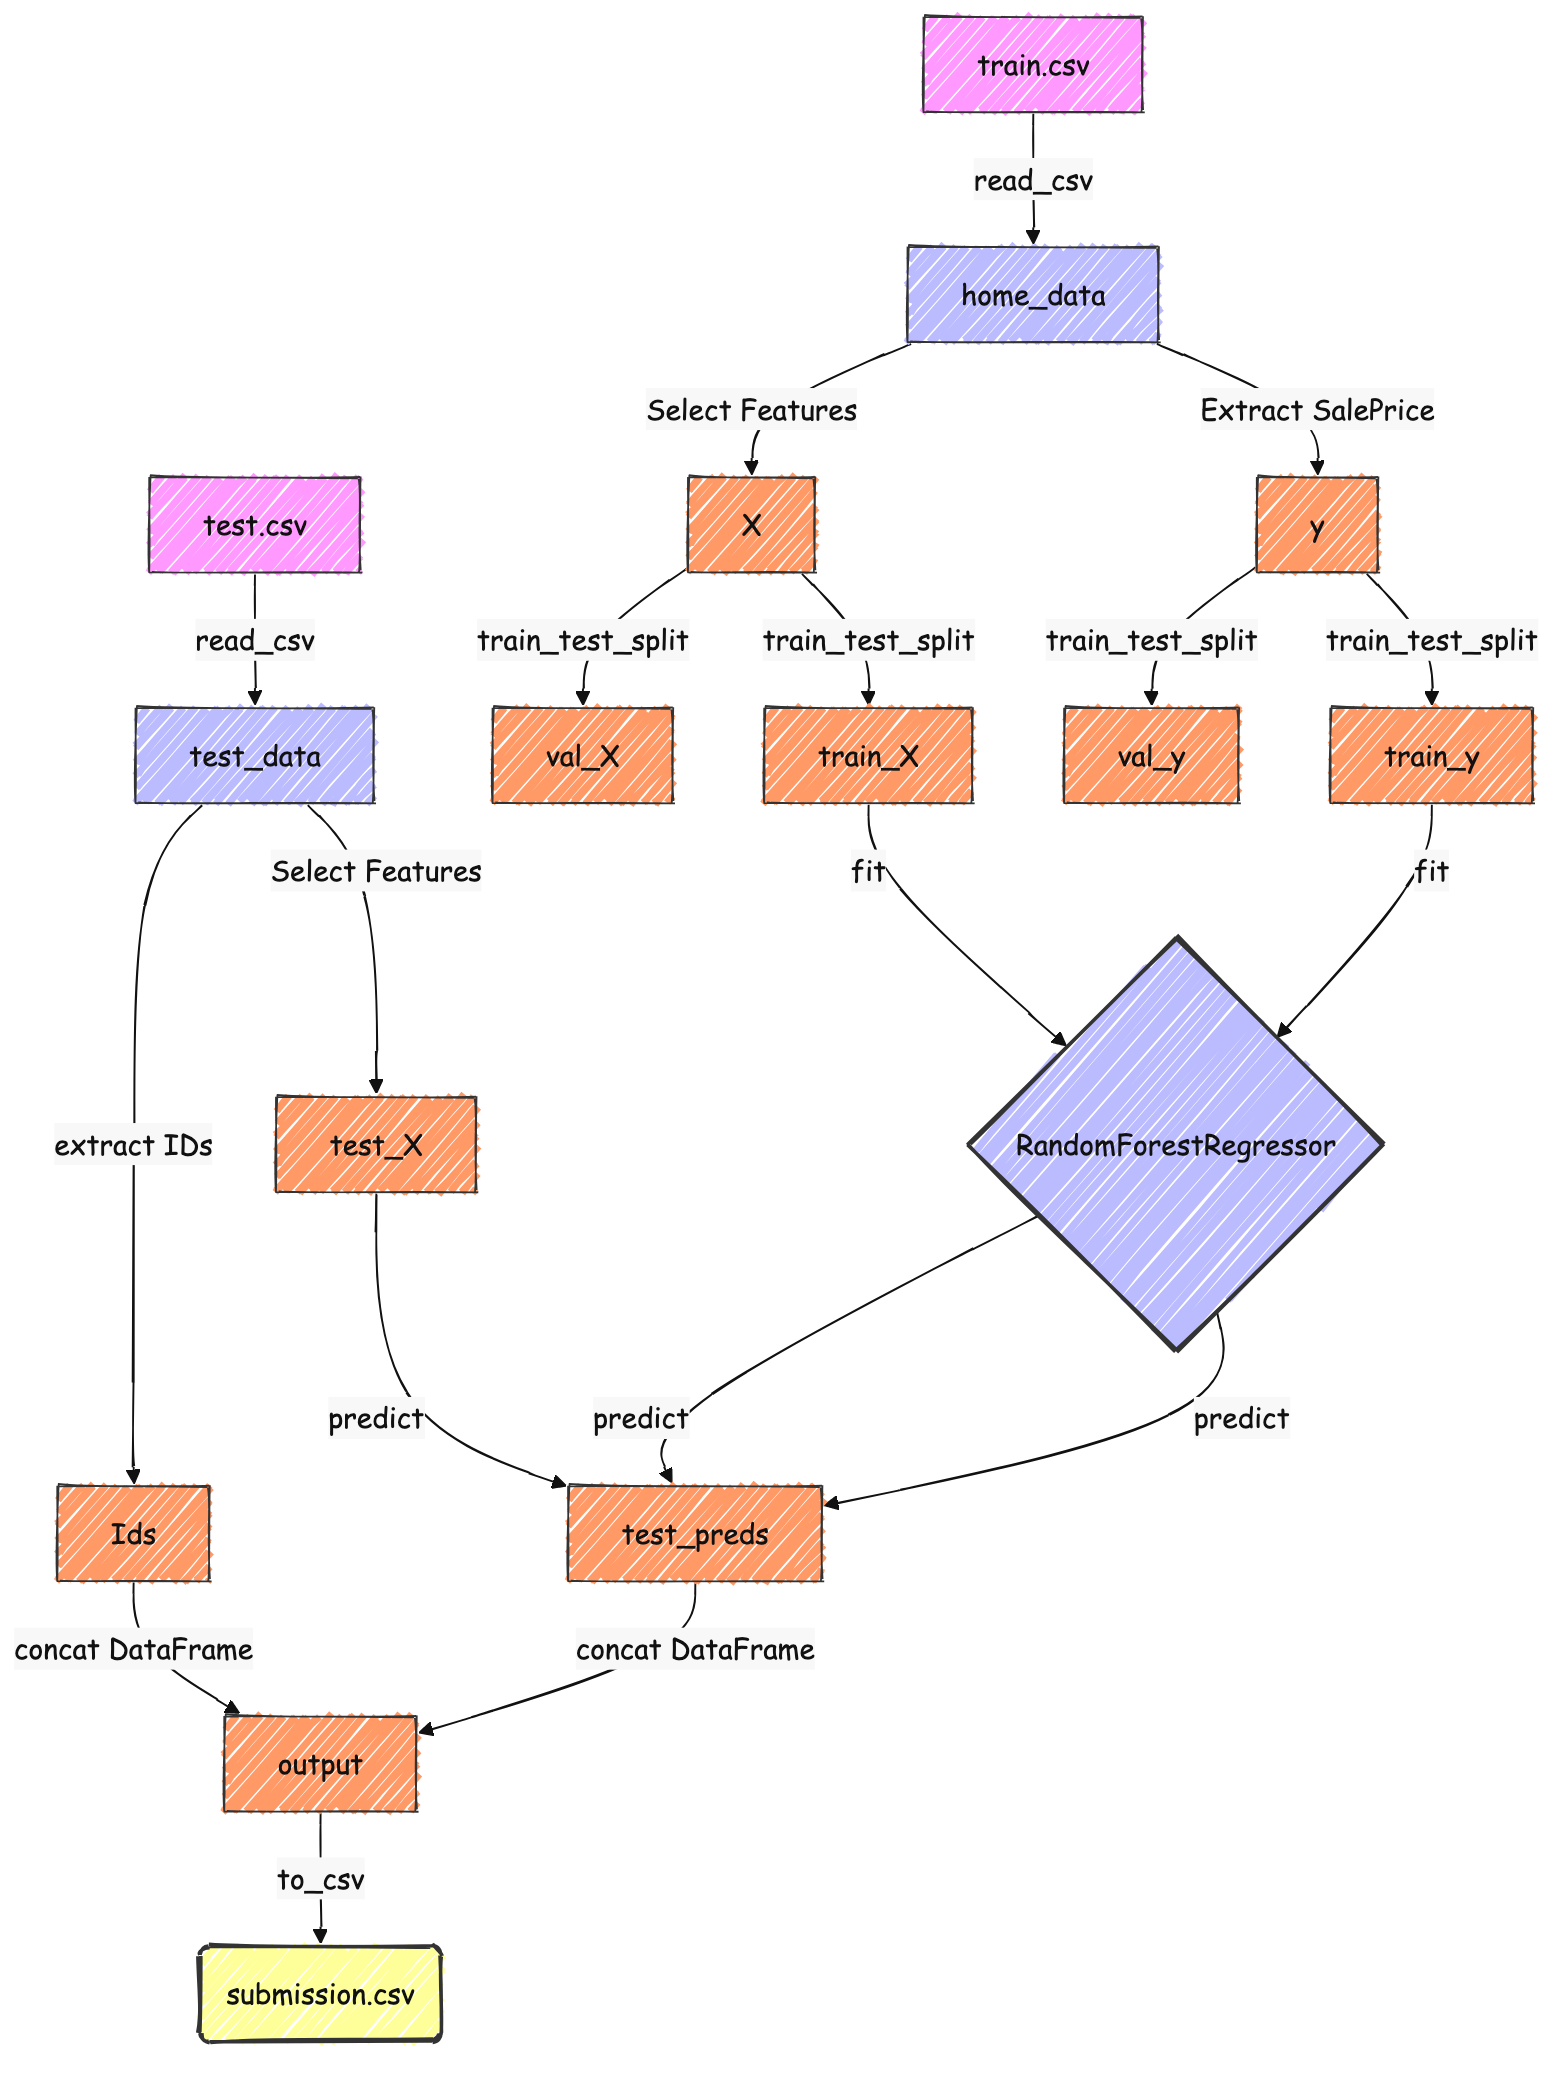 train.csv
read_csv
home_data
Select Features
Extract SalePrice
test.csv
X
y
read_csv
train_test_split
train_test_split
train_test_split
train_test_split
test_data
val_X
train_X
val_y
train_y
Select Features
fit
fit
extract IDs
test_X
RandomForestRegressor
predict
predict
predict
Ids
test_preds
concat DataFrame
concat DataFrame
output
to_csv
submission.csv